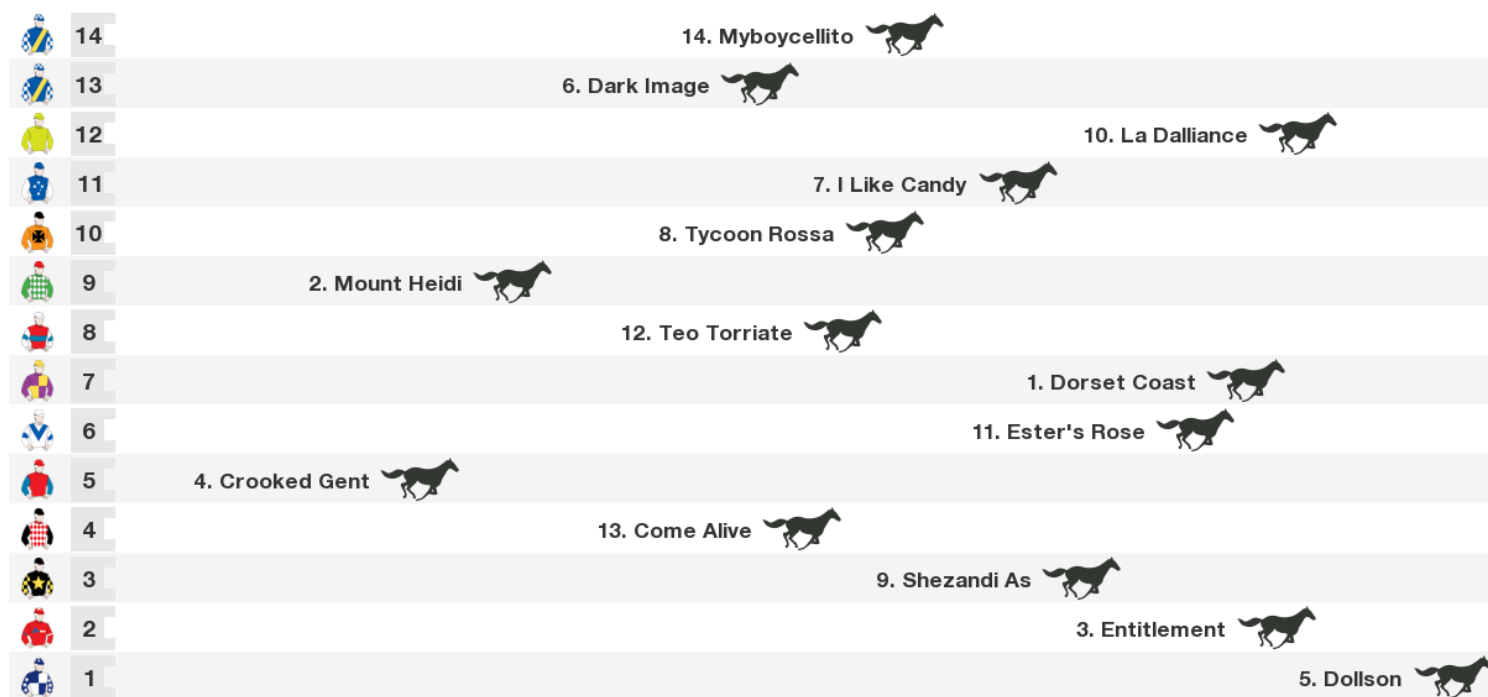 14 14. Myboycellito
13 6. Dark Image
12 10. La Dalliance
11 7. I Like Candy
10 8. Tycoon Rossa
9 2. Mount Heidi
8 12. Teo Torriate
7 1. Dorset Coast
6 11. Ester's Rose
5 4. Crooked Gent
4 13. Come Alive
3 9. Shezandi As
2 3. Entitlement
1 5. Dollson